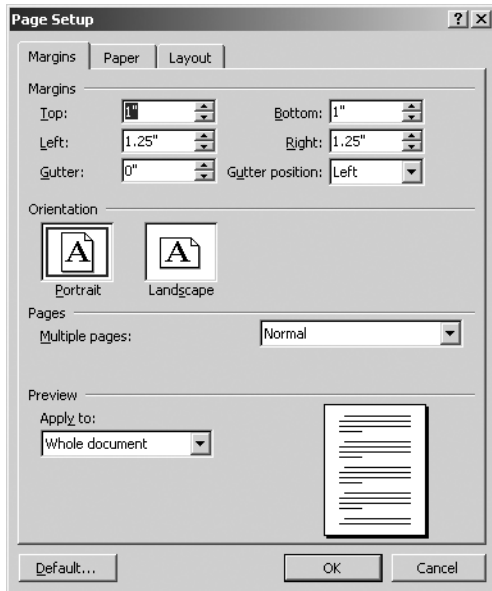 Page Setup ? x
Margins Paper Layout
Margins
Top: 1" Bottom: 1"
Left: 1.25" Right: 1.25"
Gutter: 0" Gutter position: Left
Orientation
A A
Portrait Landscape
Pages
Multiple pages: Normal
Preview
Apply to:
Whole document
Default... OK Cancel